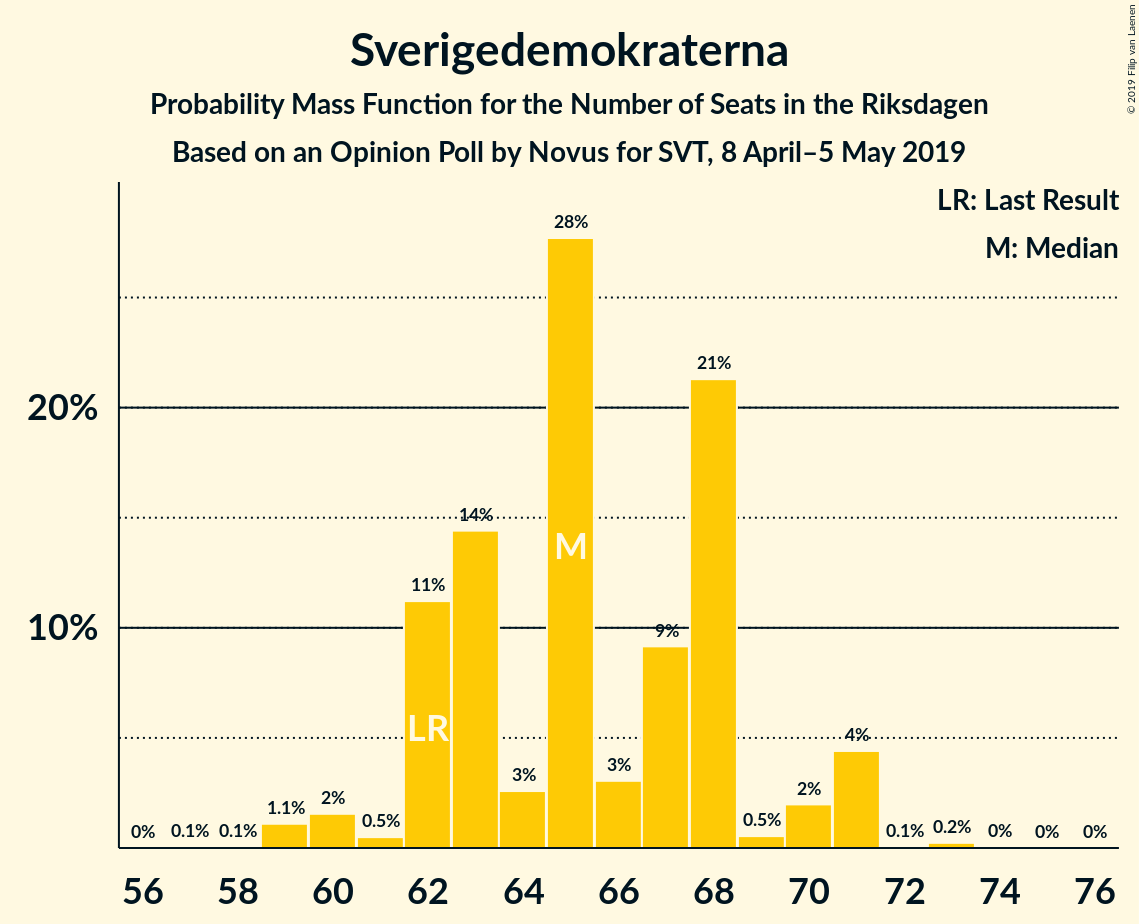 Sverigedemokraterna
Probability Mass Function for the Number of Seats in the Riksdagen
Based on an Opinion Poll by Novus for SVT, 8 April–5 May 2019
© 2019 Filip van Laenen
LR: Last Result
M: Median
28%
21%
20%
14%
M
11%
10%
9%
LR
4%
3%
3%
2%
2%
1.1%
0.5%
0.5%
0.2%
0%
0.1%
0.1%
0.1%
0%
0%
0%
56 58 60 62 64 66 68 70 72 74 76